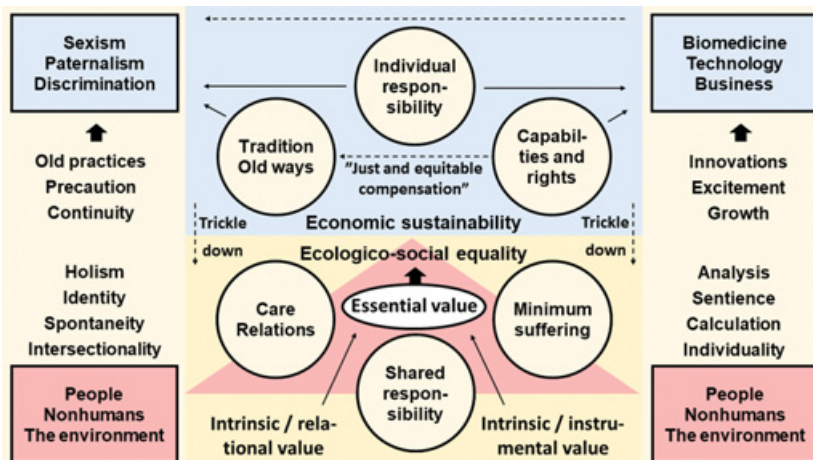 Sexism
Paternalism
Discrimination
Old practices
Precaution
Continuity
Holism
Identity
Spontaneity
Intersectionality
People
Nonhumans
The environment
Individual
respon-
sibility
Tradition
Old ways
Capabili-
ties and
rights
"Just and equitable
compensation"
Trickle
down
Economic sustainability
Trickle
down
Ecologico-social equality
Care
Relations
Essential value
Minimum
suffering
Shared
respon-
sibility
Intrinsic / rela-
tional value
Intrinsic / instru-
mental value
Biomedicine
Technology
Business
Innovations
Excitement
Growth
Analysis
Sentience
Calculation
Individuality
People
Nonhumans
The environment